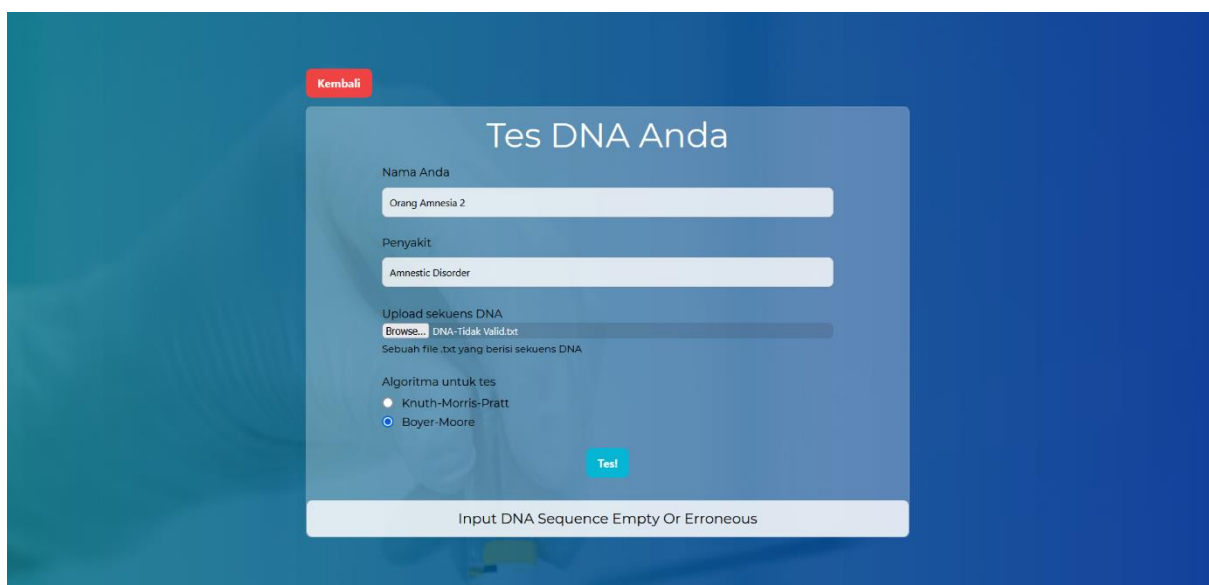 Kembali
Tes DNA Anda
Nama Anda
Orang Amnesia 2
Penyakit
Amnestic Disorder
Upload sekuens DNA
Browse... DNA-Tidak Valid.txt
Sebuah file .txt yang berisi sekuens DNA
Algoritma untuk tes
Knuth-Morris-Pratt
Boyer-Moore
Tes!
Input DNA Sequence Empty Or Erroneous